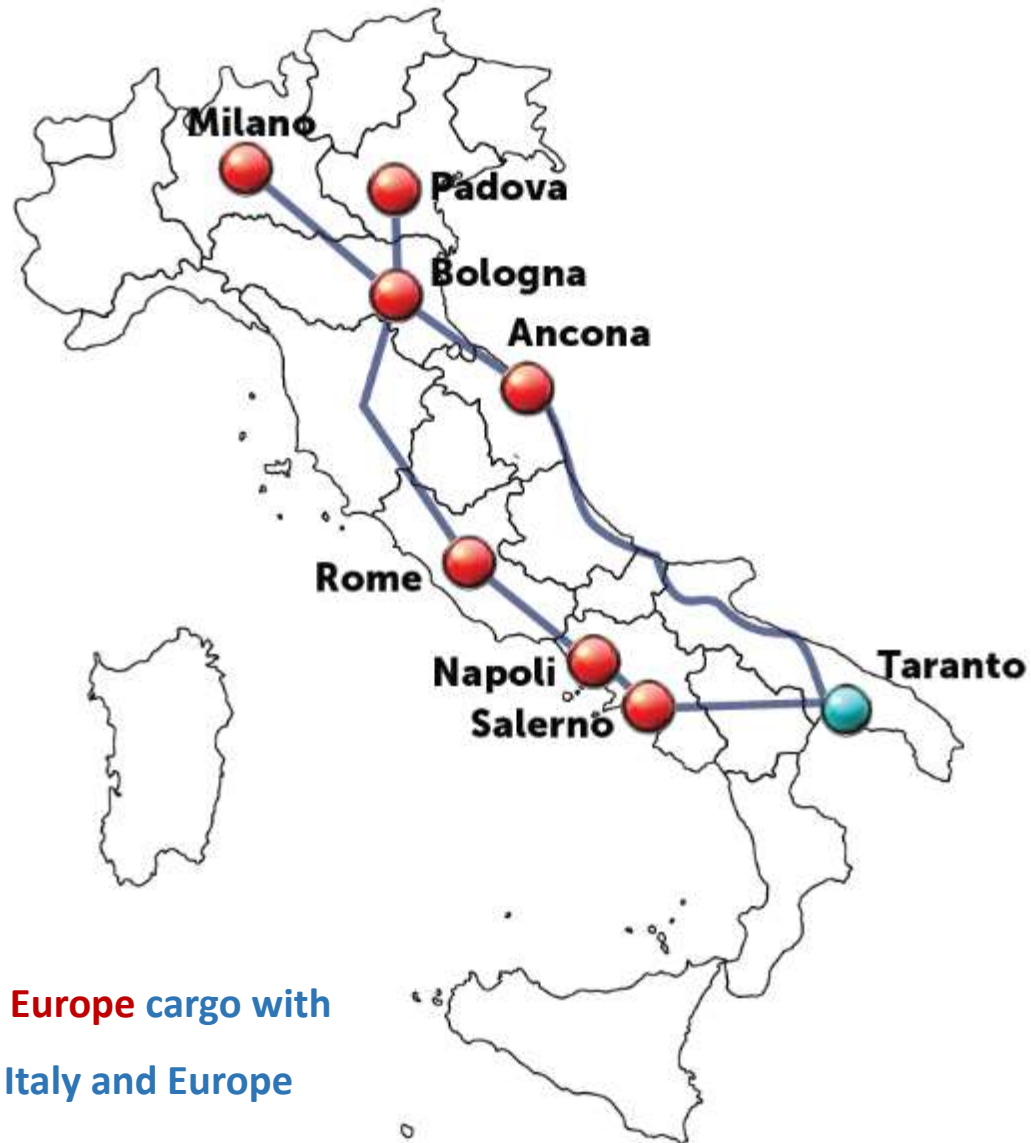 Milano
Padova
Bologna
Ancona
Rome
Napoli
Taranto
Salerno
Europe cargo with
Italy and Europe